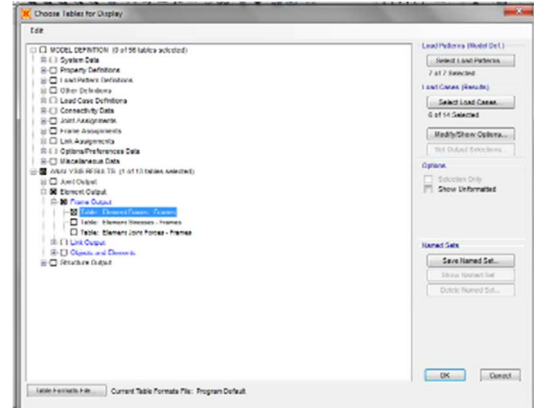 Choose Tables for Display
Edit
MODEL DEFINITION (0 of 56 tables selected)
System Data
Property Definitions
Load Pattern Definitions
Other Definitions
Load Case Definitions
Connectivity Data
Joint Assignments
Frame Assignments
Link Assignments
Options/Preferences Data
Miscellaneous Data
ANALYSIS RESULTS (1 of 13 tables selected)
Joint Output
Element Output
Frame Output
Table: Element Forces - Frames
Table: Element Stresses - Frames
Table: Element Joint Forces - Frames
Link Output
Objects and Elements
Structure Output
Load Patterns (Model Def.)
Select Load Patterns...
7 of 7 Selected
Load Cases (Results)
Select Load Cases...
6 of 14 Selected
Modify/Show Options...
Set Output Selections...
Options
Selection Only
Show Unformatted
Named Sets
Save Named Set...
Show Named Set...
Delete Named Set...
OK
Cancel
Table Formats File...
Current Table Formats File: Program Default